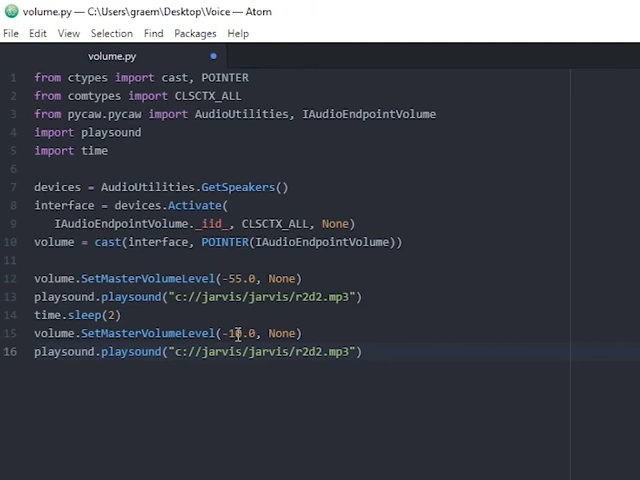 volume.py — C:\Users\graem\Desktop\Voice — Atom
File Edit View Selection Find Packages Help
volume.py
1 from ctypes import cast, POINTER
2 from comtypes import CLSCTX_ALL
3 from pycaw.pycaw import AudioUtilities, IAudioEndpointVolume
4 import playsound
5 import time
6
7 devices = AudioUtilities.GetSpeakers()
8 interface = devices.Activate(
9 IAudioEndpointVolume._iid_, CLSCTX_ALL, None)
10 volume = cast(interface, POINTER(IAudioEndpointVolume))
11
12 volume.SetMasterVolumeLevel(-55.0, None)
13 playsound.playsound("c://jarvis/jarvis/r2d2.mp3")
14 time.sleep(2)
15 volume.SetMasterVolumeLevel(-10.0, None)
16 playsound.playsound("c://jarvis/jarvis/r2d2.mp3")